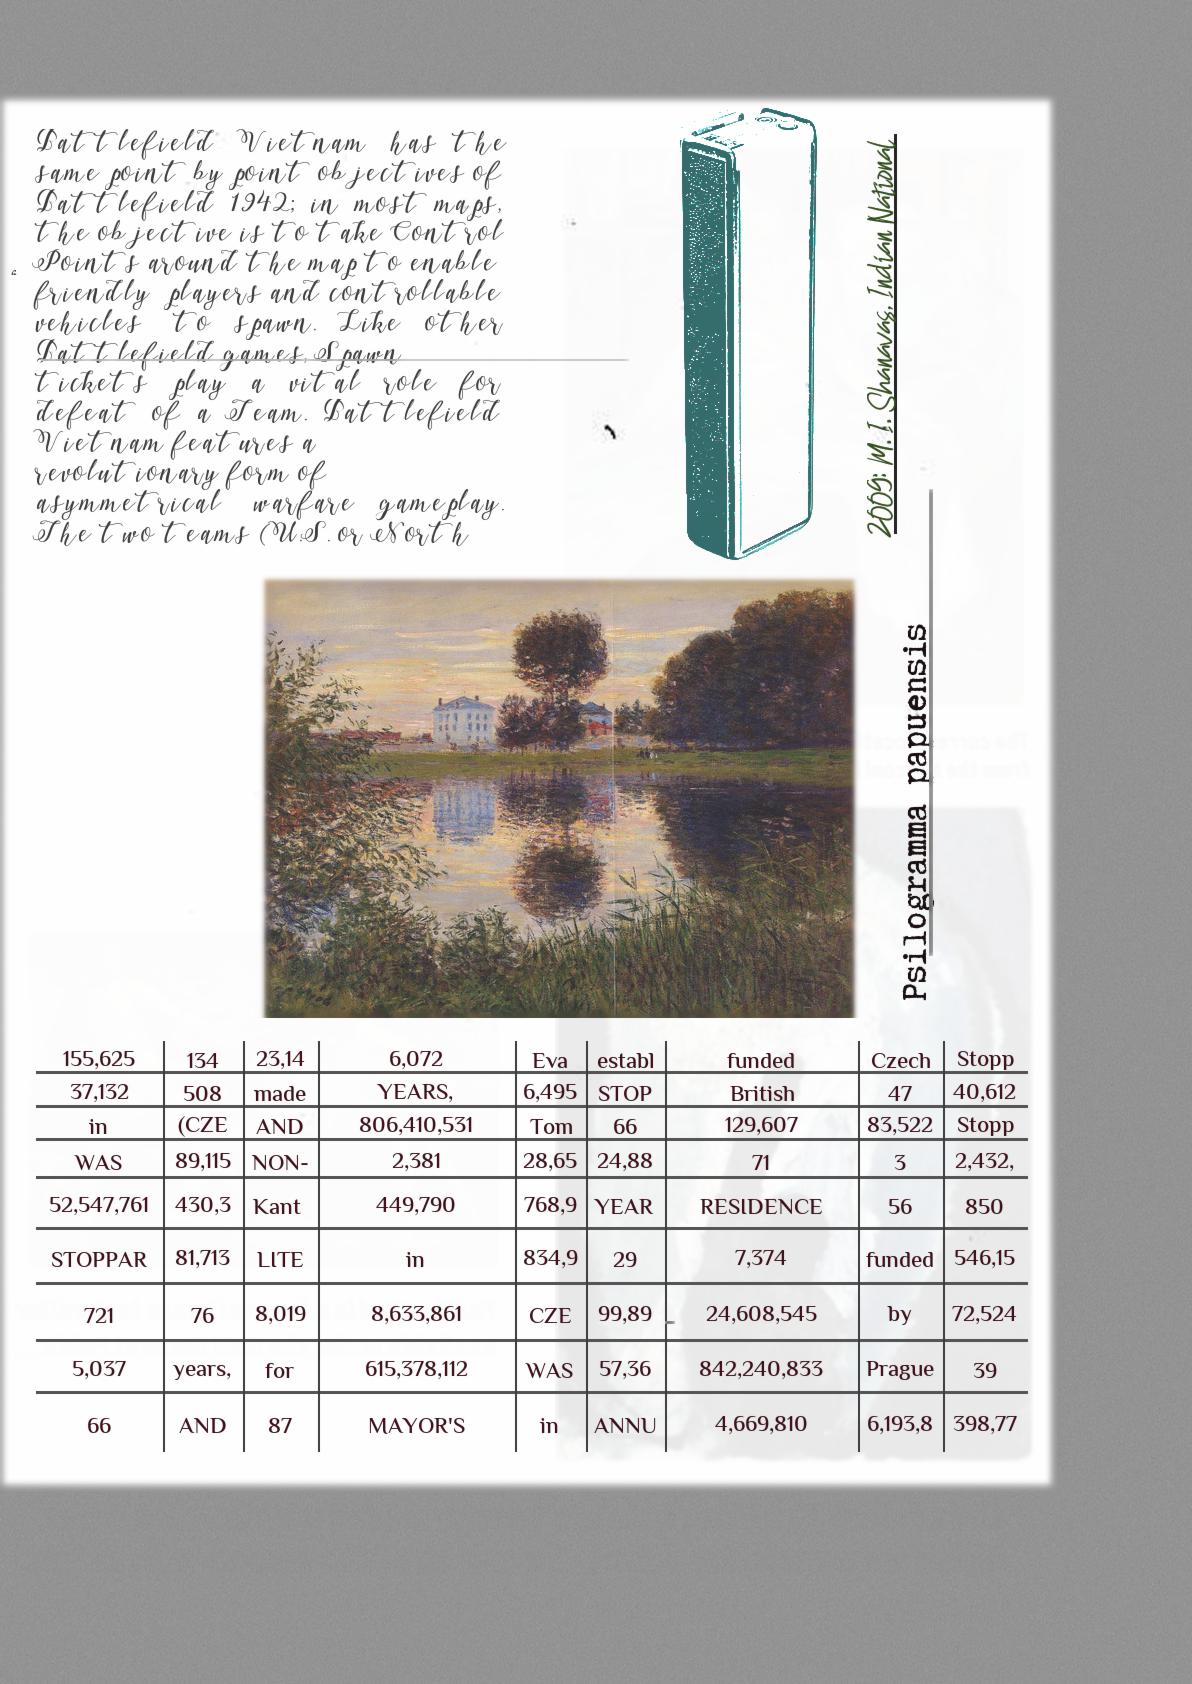 Battlefield Vietnam has the
same point by point objectives of
Battlefield 1942; in most maps,
the objective is to take Control
Points around the map to enable
friendly players and controllable
vehicles to spawn. Like other
Battlefield games, Spawn
tickets play a vital role for
defeat of a Team. Battlefield
Vietnam features a
revolutionary form of
asymmetrical warfare gameplay.
The two teams (U.S. or North
2009: M. I. Shanavas, Indian National
Psilogramma papuensis
155,625 134 23,14 6,072 Eva establ funded Czech Stopp
37,132 508 made YEARS, 6,495 STOP British 47 40,612
in (CZE AND 806,410,531 Tom 66 129,607 83,522 Stopp
WAS 89,115 NON- 2,381 28,65 24,88 71 3 2,432,
52,547,761 430,3 Kant 449,790 768,9 YEAR RESIDENCE 56 850
STOPPAR 81,713 LITE in 834,9 29 7,374 funded 546,15
721 76 8,019 8,633,861 CZE 99,89 24,608,545 by 72,524
5,037 years, for 615,378,112 WAS 57,36 842,240,833 Prague 39
66 AND 87 MAYOR'S in ANNU 4,669,810 6,193,8 398,77